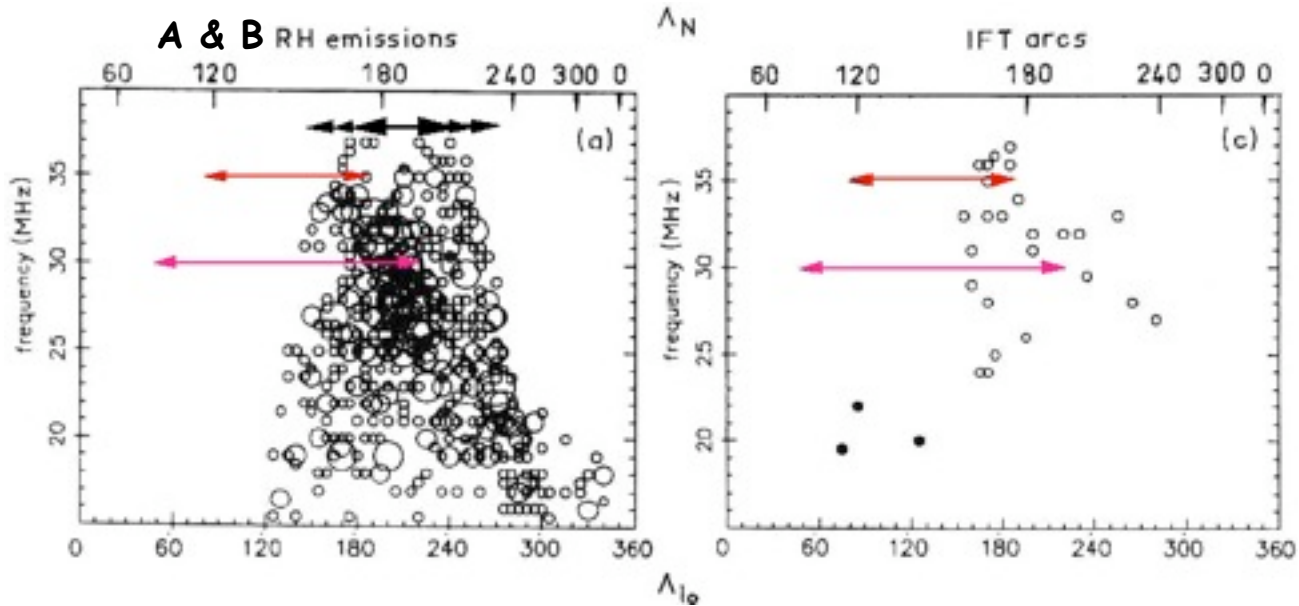 Λ_N
A & B RH emissions
IFT arcs
60 120 180 240 300 0
60 120 180 240 300 0
(a)
(c)
frequency (MHz)
frequency (MHz)
35
30
25
20
35
30
25
20
0 60 120 180 240 300 360
0 60 120 180 240 300 360
Λ_Io